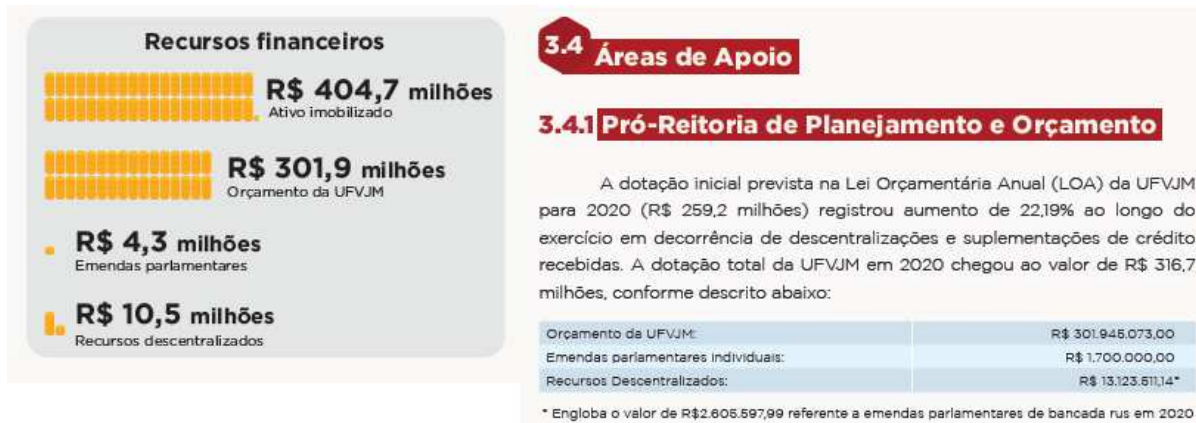 Recursos financeiros
R$ 404,7 milhões
Ativo imobilizado
R$ 301,9 milhões
Orçamento da UFVJM
R$ 4,3 milhões
Emendas parlamentares
R$ 10,5 milhões
Recursos descentralizados
3.4 Áreas de Apoio
3.4.1 Pró-Reitoria de Planejamento e Orçamento
A dotação inicial prevista na Lei Orçamentária Anual (LOA) da UFVJM
para 2020 (R$ 259,2 milhões) registrou aumento de 22,19% ao longo do
exercício em decorrência de descentralizações e suplementações de crédito
recebidas. A dotação total da UFVJM em 2020 chegou ao valor de R$ 316,7
milhões, conforme descrito abaixo:
Orçamento da UFVJM: R$ 301.945.073,00
Emendas parlamentares individuais: R$ 1.700.000,00
Recursos Descentralizados: R$ 13.123.511,14*
* Engloba o valor de R$2.605.597,99 referente a emendas parlamentares de bancada rus em 2020